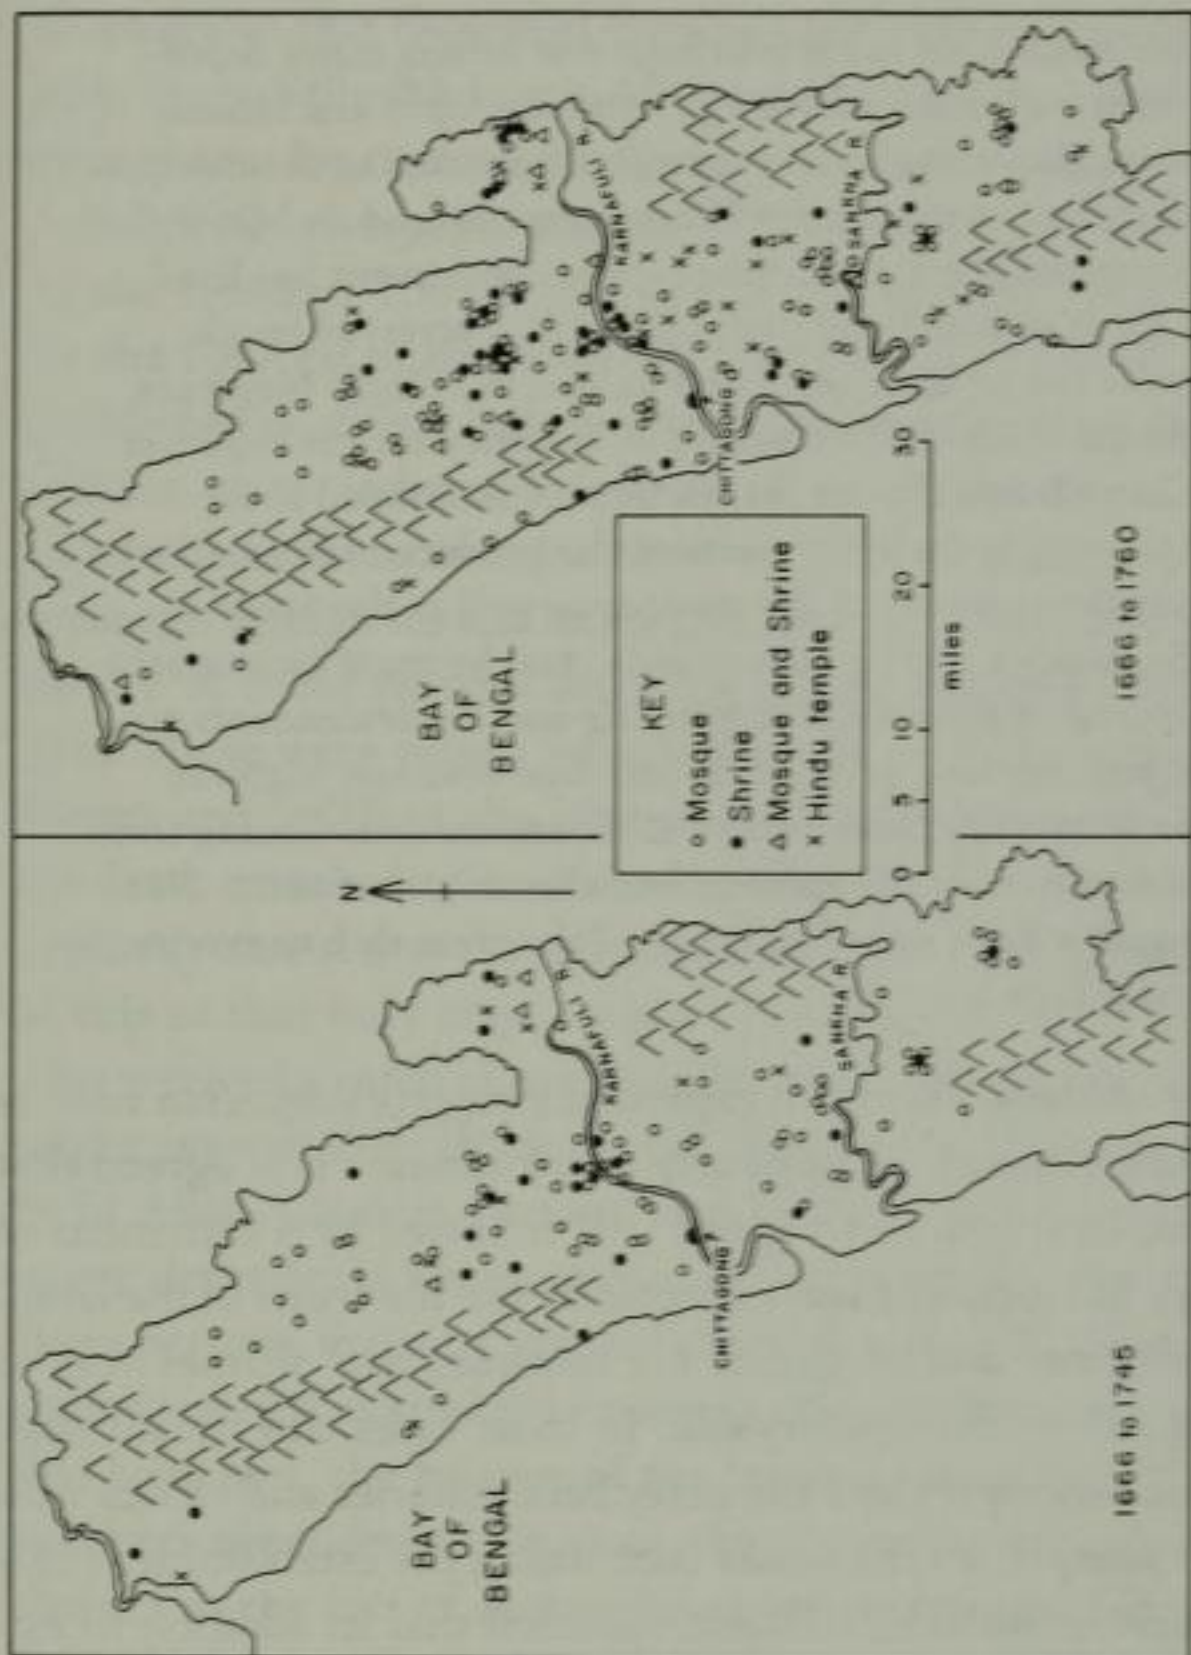 N
BAY
OF
BENGAL
KARNAFULI R
CHITTAGONG
SANKHA R
1666 to 1745
BAY
OF
BENGAL
KARNAFULI R
CHITTAGONG
SANKHA R
KEY
Mosque
Shrine
Mosque and Shrine
Hindu temple
0 5 10 20 30
miles
1666 to 1760